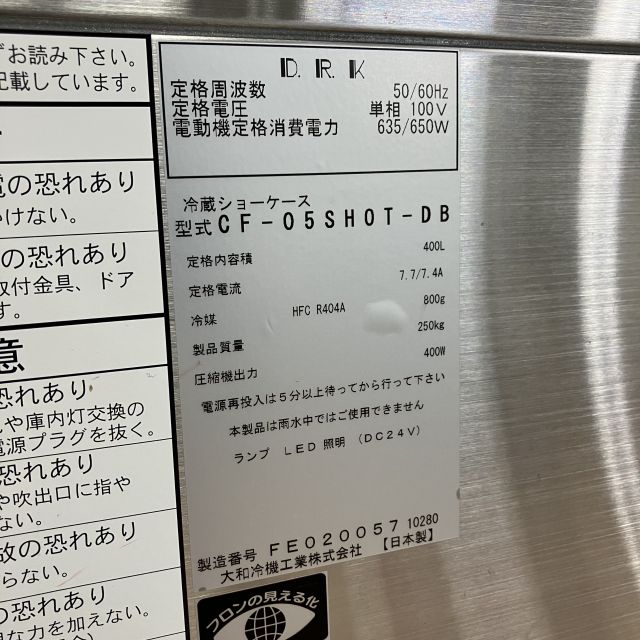 ずお読み下さい。
記載しています。
電の恐れあり
いけない。
の恐れあり
取付金具、ドア
す。
意
恐れあり
や庫内灯交換の
電源プラグを抜く。
恐れあり
や吹出口に指や
ない。
故の恐れあり
らない。
の恐れあり
力を加えない。
D. R. K
定格周波数 50/60Hz
定格電圧 単相 100V
電動機定格消費電力 635/650W
冷蔵ショーケース
型式 CF-05SHOT-DB
定格内容積 400L
定格電流 7.7/7.4A
冷媒 HFC R404A 800g
製品質量 250kg
圧縮機出力 400W
電源再投入は5分以上待ってから行って下さい
本製品は雨水中ではご使用できません
ランプ LED 照明 (DC24V)
製造番号 FE020057 10280
大和冷機工業株式会社 【日本製】
フロンの見える化